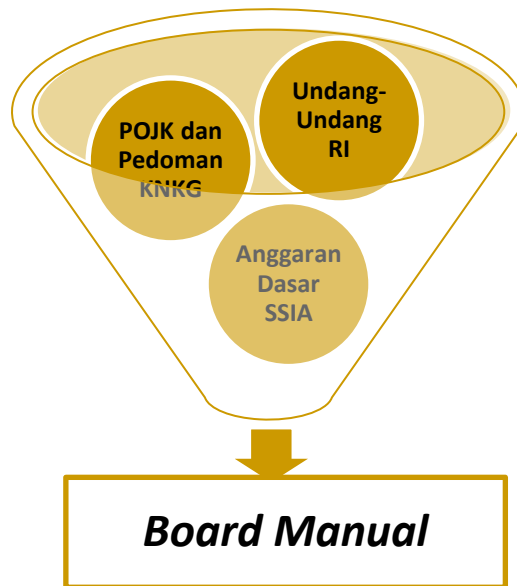 Undang-
Undang
RI
POJK dan
Pedoman
KNKG
Anggaran
Dasar
SSIA
Board Manual